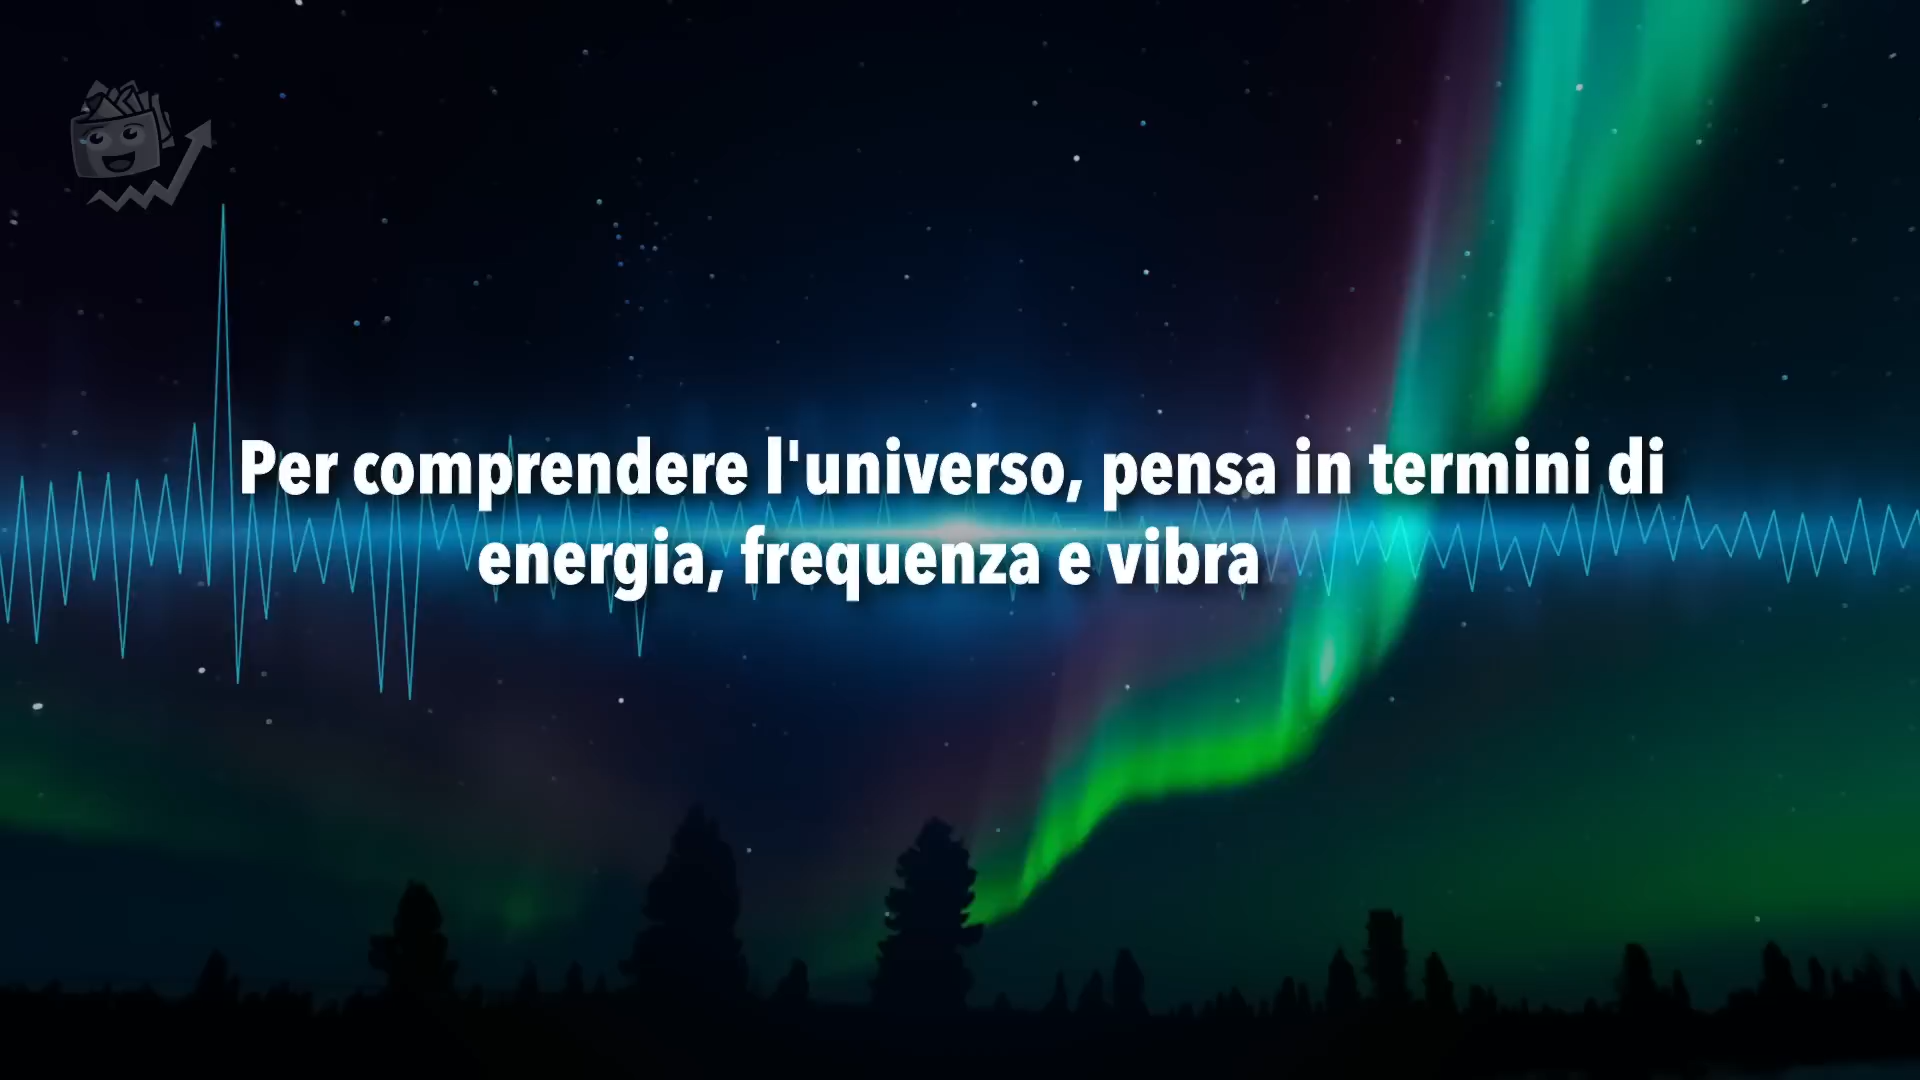 Per comprendere l'universo, pensa in termini di
energia, frequenza e vibra